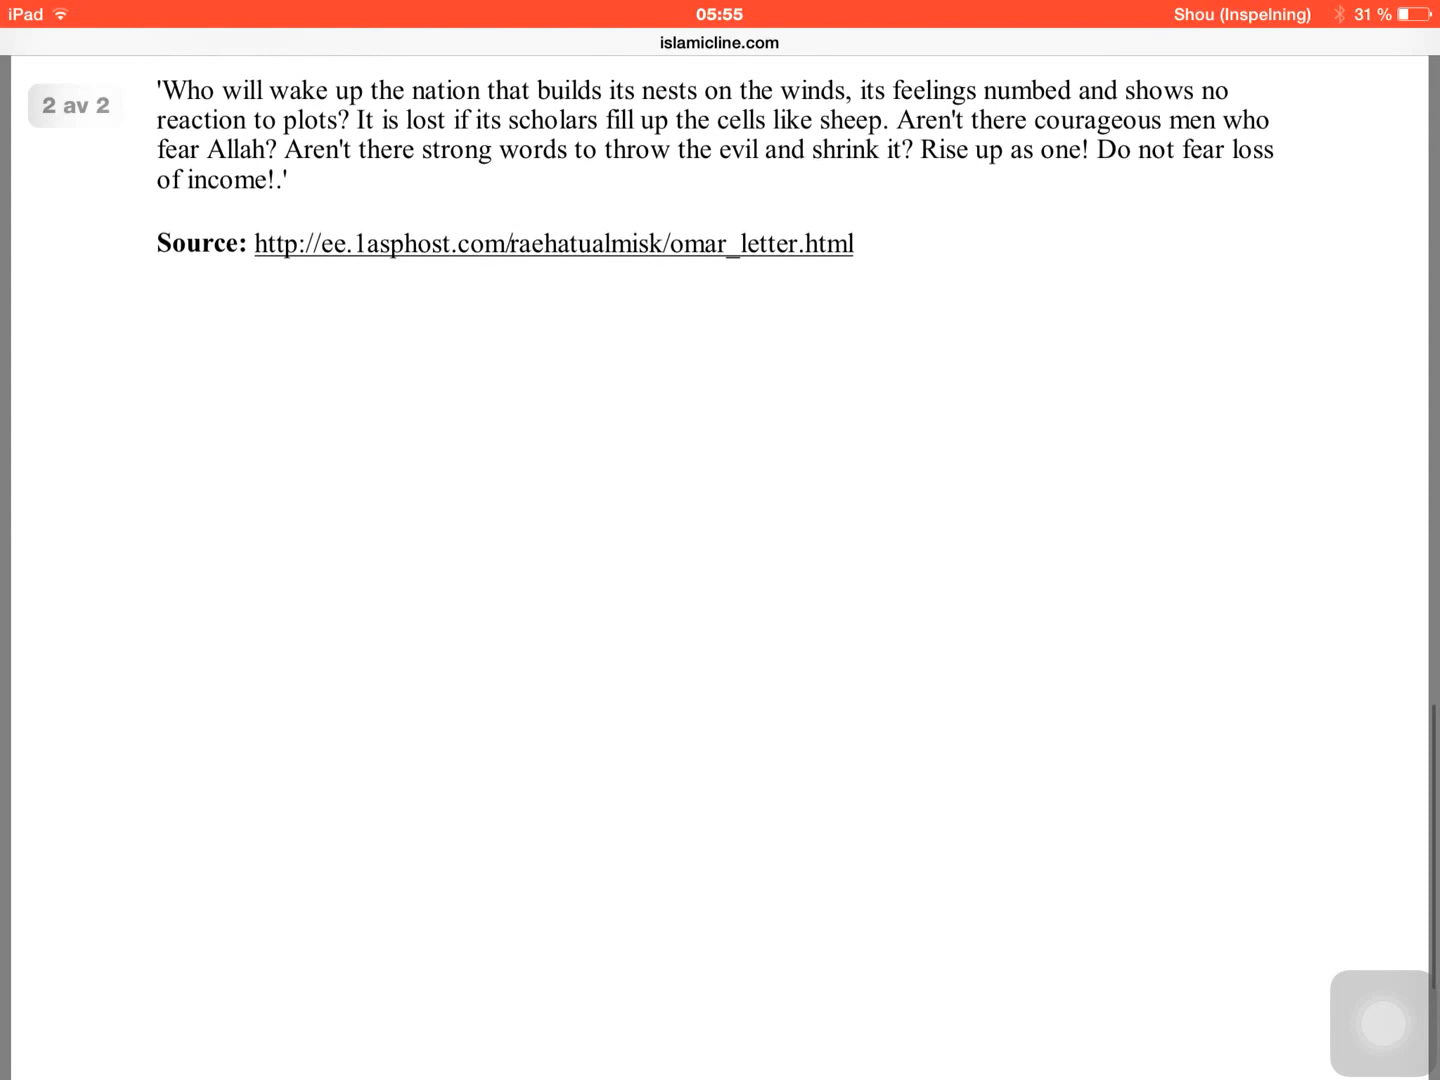 iPad 05:55 Shou (Inspelning) 31 %
islamicline.com
2 av 2
'Who will wake up the nation that builds its nests on the winds, its feelings numbed and shows no
reaction to plots? It is lost if its scholars fill up the cells like sheep. Aren't there courageous men who
fear Allah? Aren't there strong words to throw the evil and shrink it? Rise up as one! Do not fear loss
of income!.'
Source: http://ee.1asphost.com/raehatualmisk/omar_letter.html